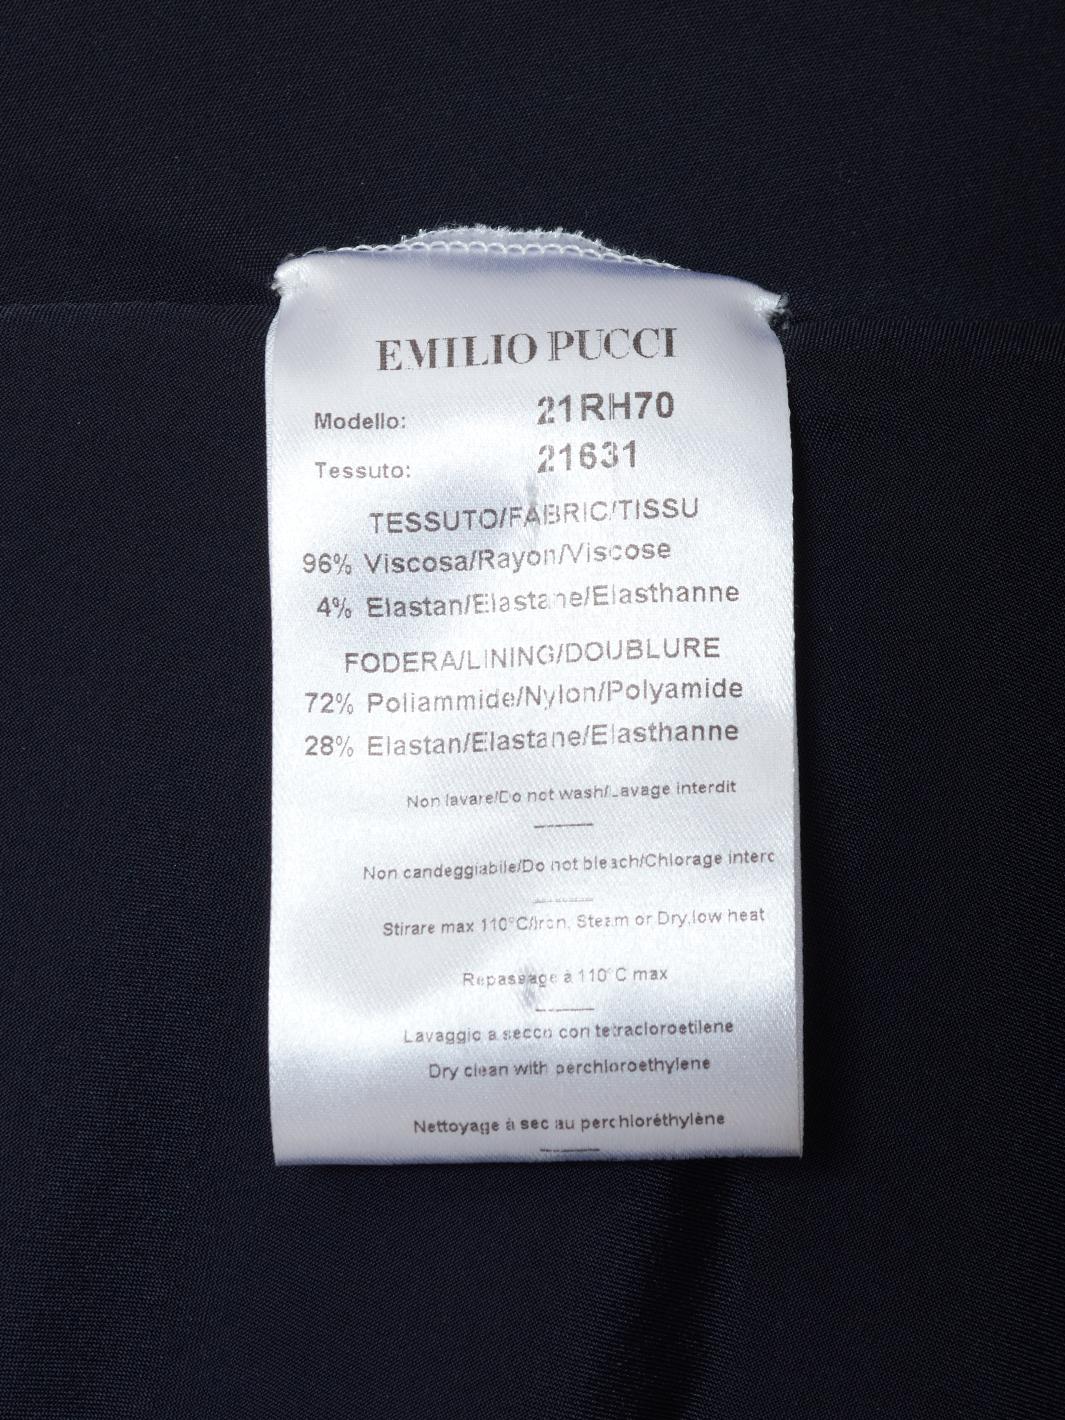 EMILIO PUCCI
Modello: 21RH70
Tessuto: 21631
TESSUTO/FABRIC/TISSU
96% Viscosa/Rayon/Viscose
4% Elastan/Elastane/Elasthanne
FODERA/LINING/DOUBLURE
72% Poliammide/Nylon/Polyamide
28% Elastan/Elastane/Elasthanne
Non lavare/Do not wash/Lavage interdit
Non candeggiabile/Do not bleach/Chlorage interd
Stirare max 110°C/Iron, Steam or Dry,low heat
Repassage à 110°C max
Lavaggio a secco con tetracloroetilene
Dry clean with perchloroethylene
Nettoyage à sec au perchloréthylène